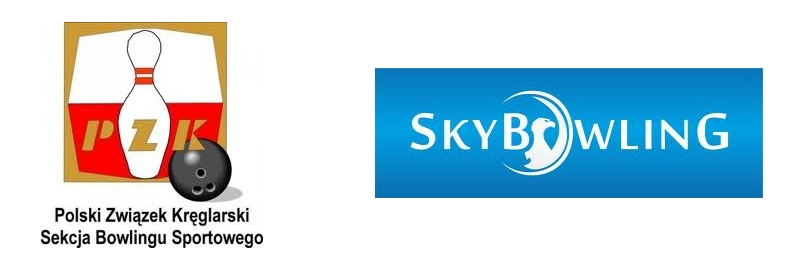 PZK
Polski Związek Kręglarski
Sekcja Bowlingu Sportowego
SKYBOWLING